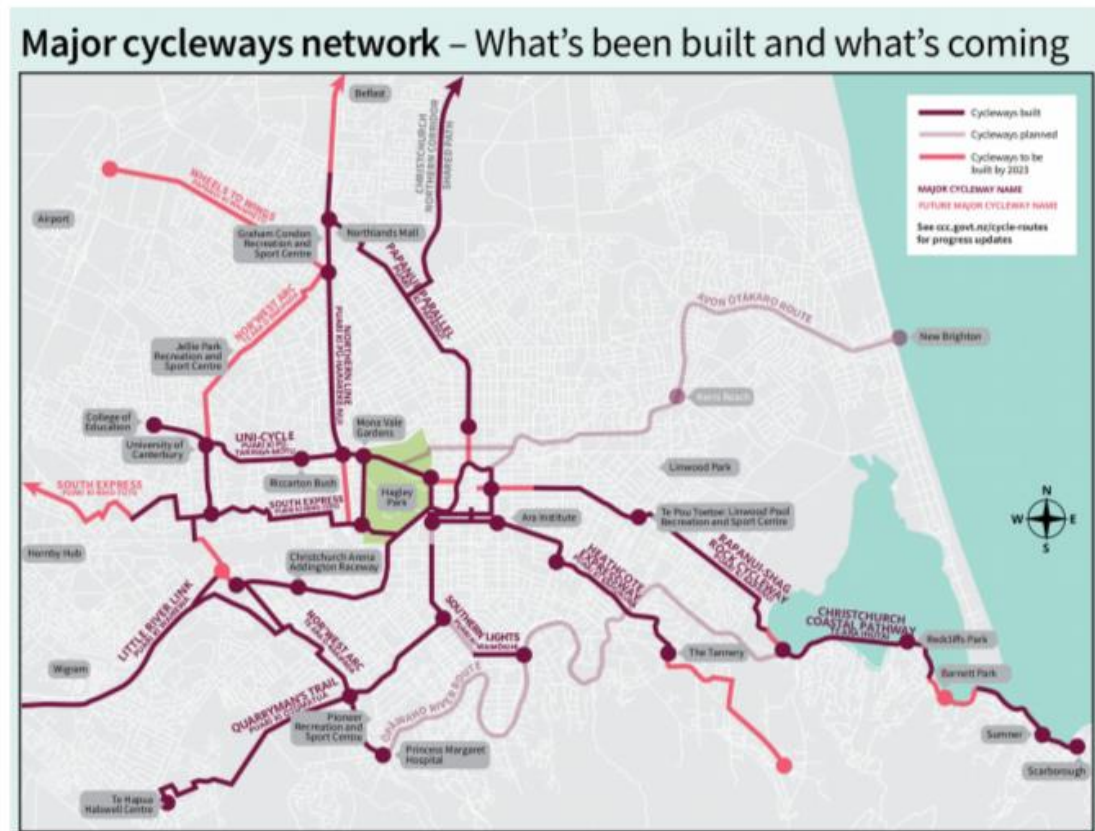 Major cycleways network – What's been built and what's coming
Belfast
CHRISTCHURCH
NORTHERN CORRIDOR
SHARED PATH
Cycleways built
Cycleways planned
Cycleways to be
built by 2023
MAJOR CYCLEWAY NAME
FUTURE MAJOR CYCLEWAY NAME
See ccc.govt.nz/cycle-routes
for progress updates
WHEELS TO WINGS
Airport
Graham Condon
Recreation and
Sport Centre
Northlands Mall
PAPANUI PARALLEL
NOR'WEST ARC
NORTHERN LINE
AVON ŌTĀKARO ROUTE
New Brighton
Jellie Park
Recreation and
Sport Centre
Kerrs Reach
College of
Education
Mona Vale
Gardens
University of
Canterbury
UNI-CYCLE
Linwood Park
Riccarton Bush
SOUTH EXPRESS
SOUTH EXPRESS
Hagley
Park
N
W
E
S
Te Pou Toetoe: Linwood Pool
Recreation and Sport Centre
Ara Institute
Hornby Hub
Christchurch Arena
Addington Raceway
HEATHCOTE
EXPRESSWAY
RAPANUI-SHAG
ROCK CYCLEWAY
LITTLE RIVER LINK
NOR'WEST ARC
SOUTHERN LIGHTS
CHRISTCHURCH
COASTAL PATHWAY
Redcliffs Park
The Tannery
Barnett Park
Wigram
QUARRYMAN'S TRAIL
ŌPĀWAHO RIVER ROUTE
Pioneer
Recreation and
Sport Centre
Princess Margaret
Hospital
Sumner
Scarborough
Te Hapua
Halswell Centre